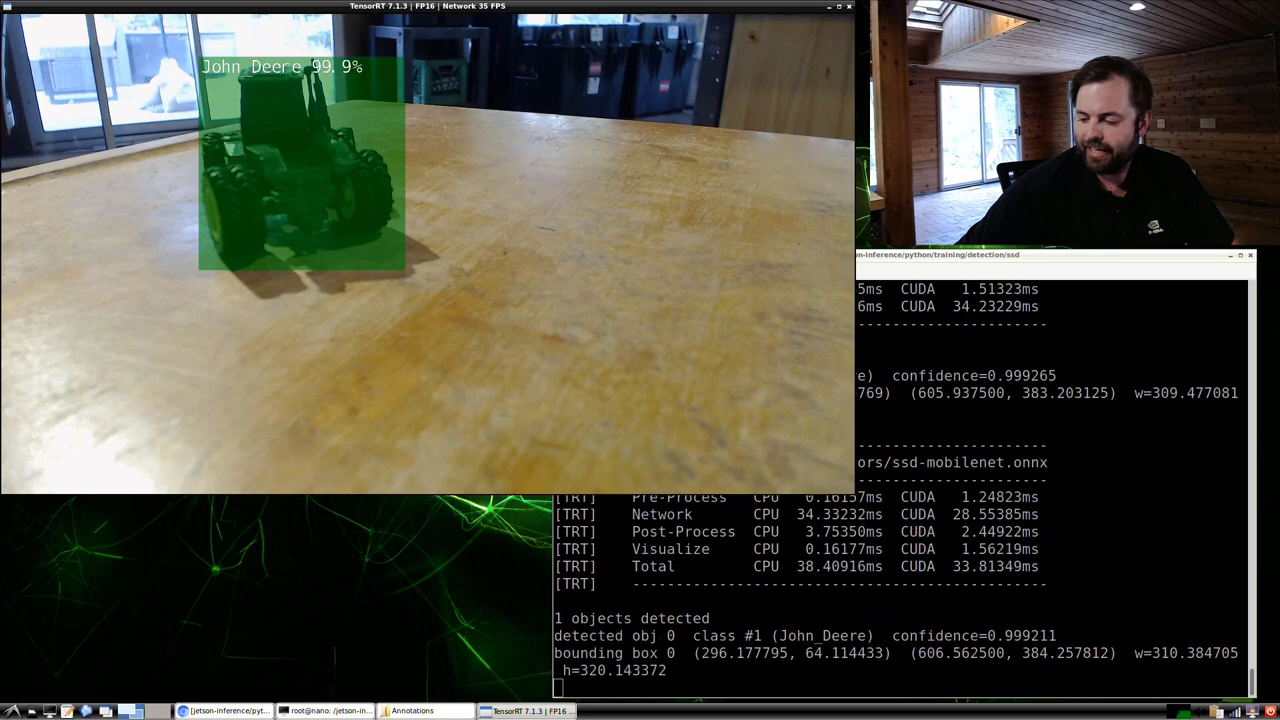 TensorRT 7.1.3 | FP16 | Network 35 FPS
John Deere 99.9%
on-inference/python/training/detection/ssd
5ms CUDA 1.51323ms
6ms CUDA 34.23229ms
------------------
e) confidence=0.999265
769) (605.937500, 383.203125) w=309.477081
------------------
ors/ssd-mobilenet.onnx
------------------
[TRT] Pre-Process CPU 0.16157ms CUDA 1.24823ms
[TRT] Network CPU 34.33232ms CUDA 28.55385ms
[TRT] Post-Process CPU 3.75350ms CUDA 2.44922ms
[TRT] Visualize CPU 0.16177ms CUDA 1.56219ms
[TRT] Total CPU 38.40916ms CUDA 33.81349ms
[TRT] ------------------------------------------------
1 objects detected
detected obj 0 class #1 (John_Deere) confidence=0.999211
bounding box 0 (296.177795, 64.114433) (606.562500, 384.257812) w=310.384705
h=320.143372
[jetson-inference/pyt...
root@nano: /jetson-in...
Annotations
TensorRT 7.1.3 | FP16 ...